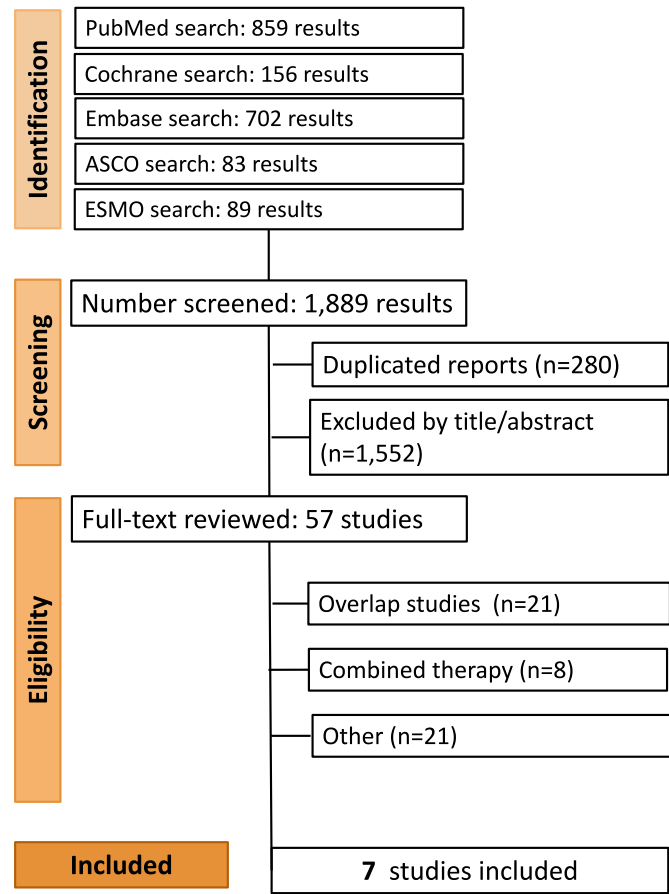 Identification
PubMed search: 859 results
Cochrane search: 156 results
Embase search: 702 results
ASCO search: 83 results
ESMO search: 89 results
Screening
Number screened: 1,889 results
Duplicated reports (n=280)
Excluded by title/abstract
(n=1,552)
Eligibility
Full-text reviewed: 57 studies
Overlap studies (n=21)
Combined therapy (n=8)
Other (n=21)
Included
7 studies included